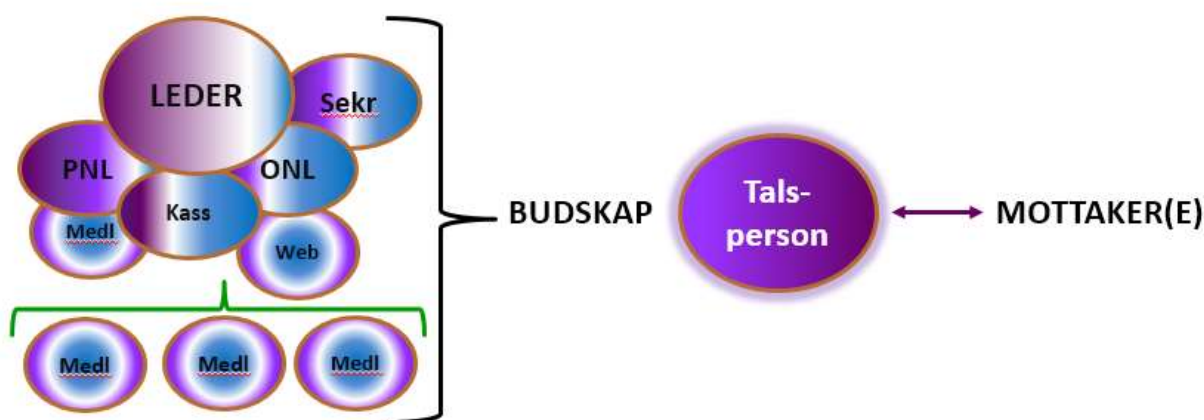 LEDER
Sekr
PNL
ONL
Kass
Medl
Web
Medl
Medl
Medl
BUDSKAP
Tals-
person
MOTTAKER(E)